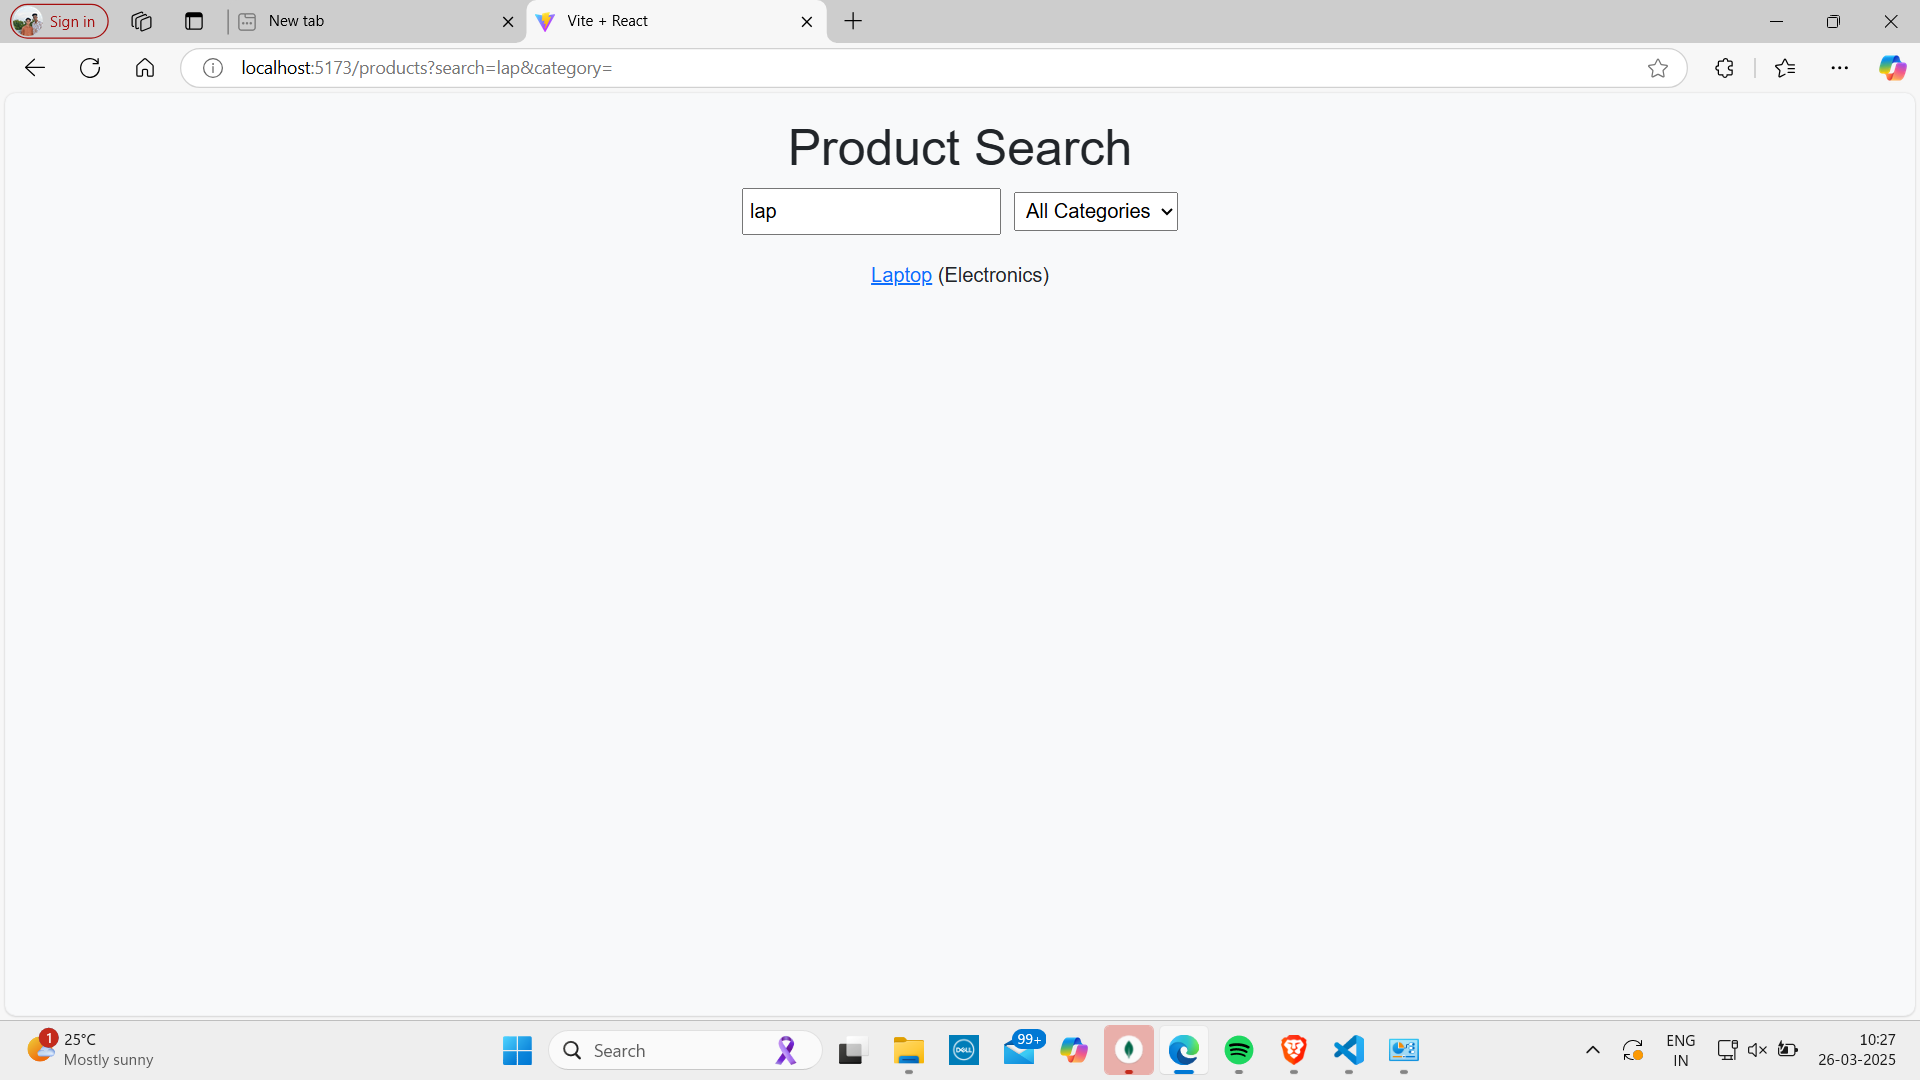 Sign in
New tab
Vite + React
localhost:5173/products?search=lap&category=
Product Search
lap
All Categories
Laptop (Electronics)
1
25°C
Mostly sunny
Search
DELL
99+
ENG
IN
10:27
26-03-2025